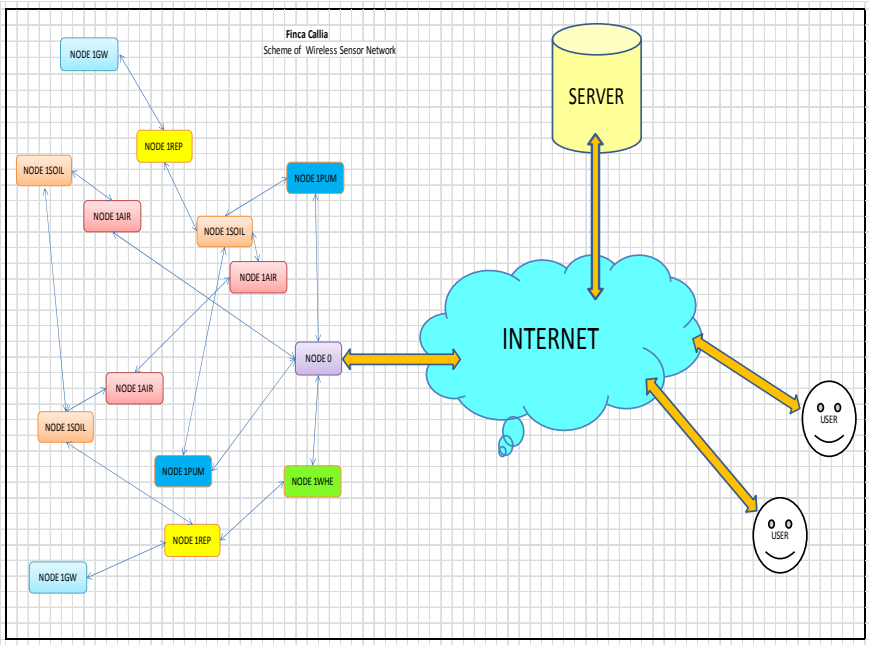 Finca Callia
Scheme of Wireless Sensor Network
NODE 1GW
SERVER
NODE 1REP
NODE 1SOIL
NODE 1PUM
NODE 1AIR
NODE 1SOIL
NODE 1AIR
INTERNET
NODE 0
NODE 1AIR
USER
NODE 1SOIL
NODE 1PUM
NODE 1WHE
USER
NODE 1REP
NODE 1GW